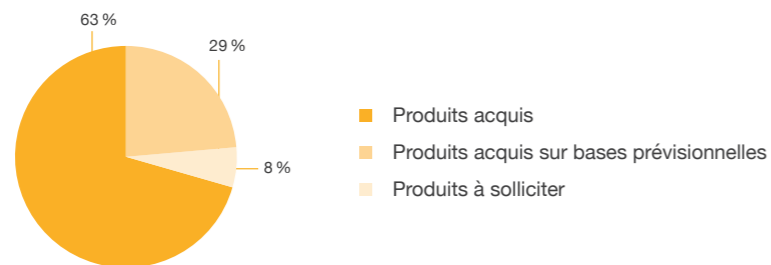 63 %
29 %
8 %
Produits acquis
Produits acquis sur bases prévisionnelles
Produits à solliciter